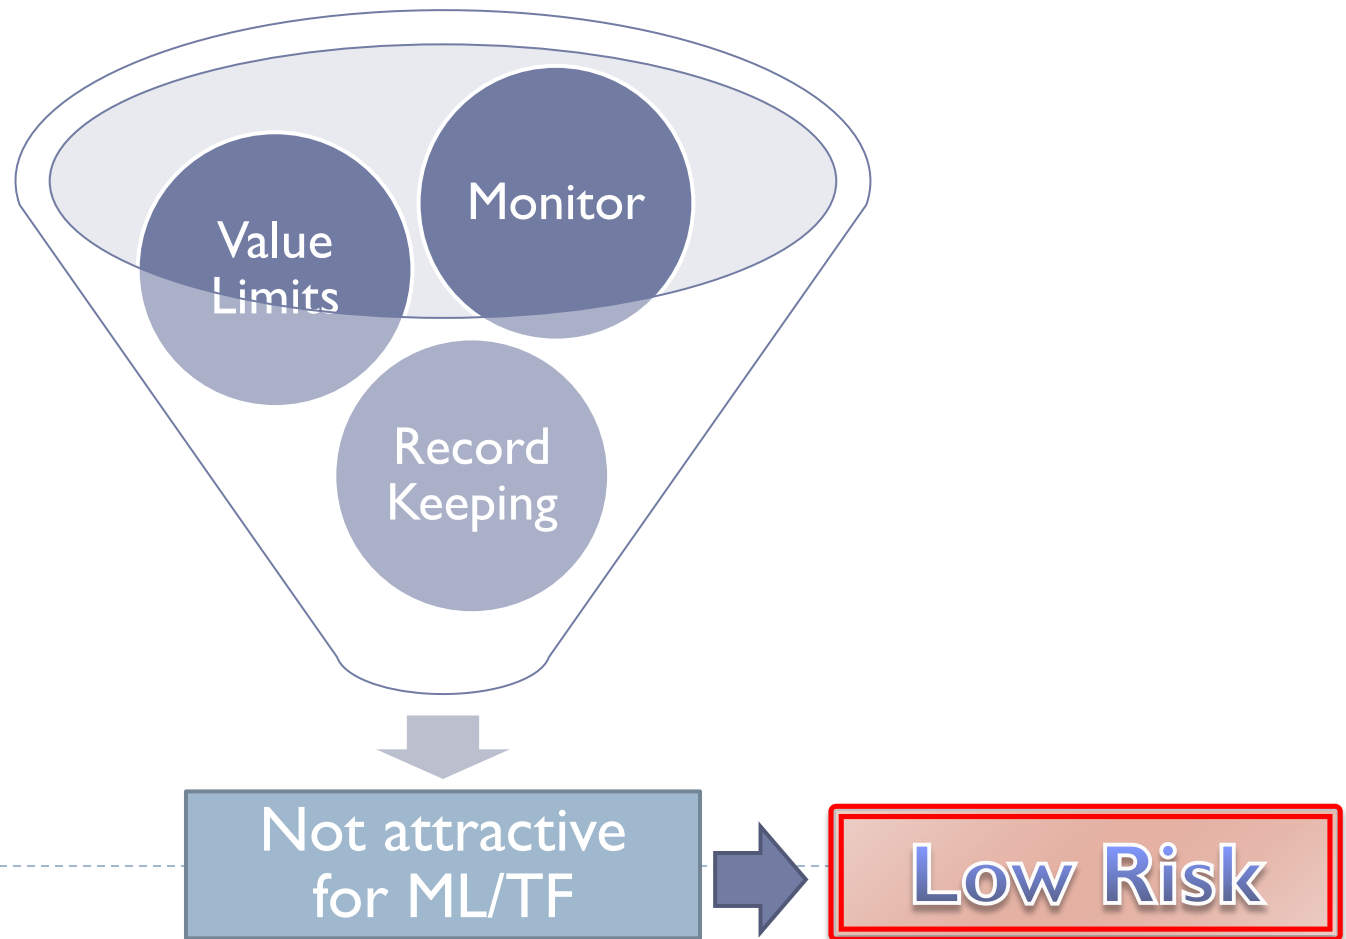 Monitor
Value
Limits
Record
Keeping
Not attractive
for ML/TF
Low Risk